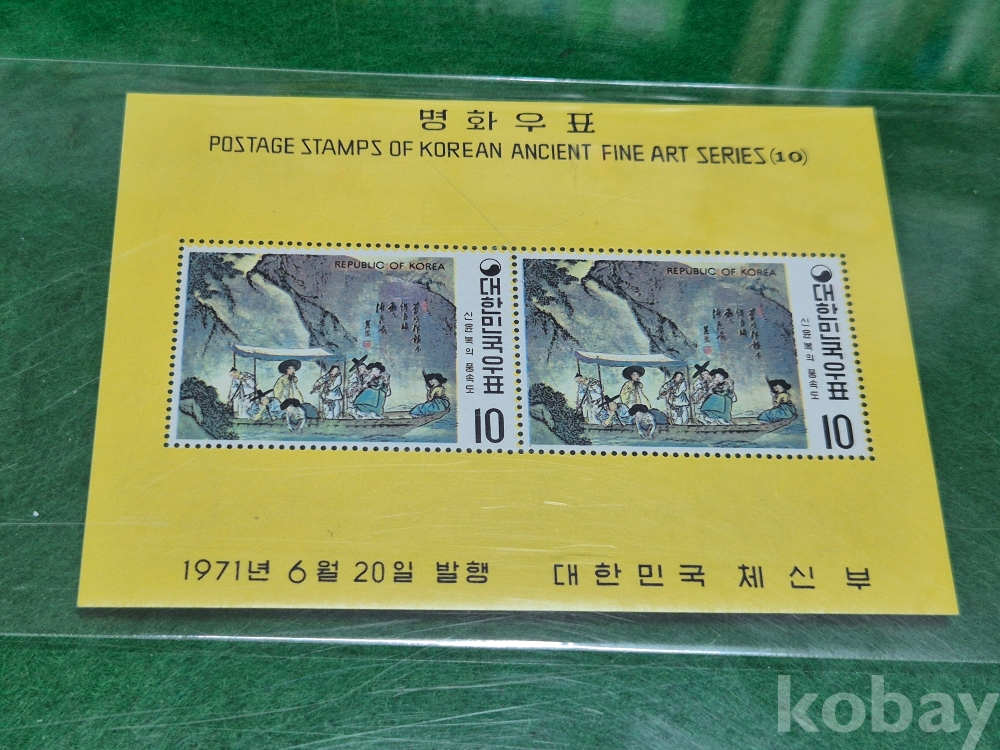 명화우표
POSTAGE STAMPS OF KOREAN ANCIENT FINE ART SERIES (10)
REPUBLIC OF KOREA
대한민국우표
신윤복의 풍속도
10
REPUBLIC OF KOREA
대한민국우표
신윤복의 풍속도
10
1971년 6월 20일 발행 대한민국 체신부
kobay